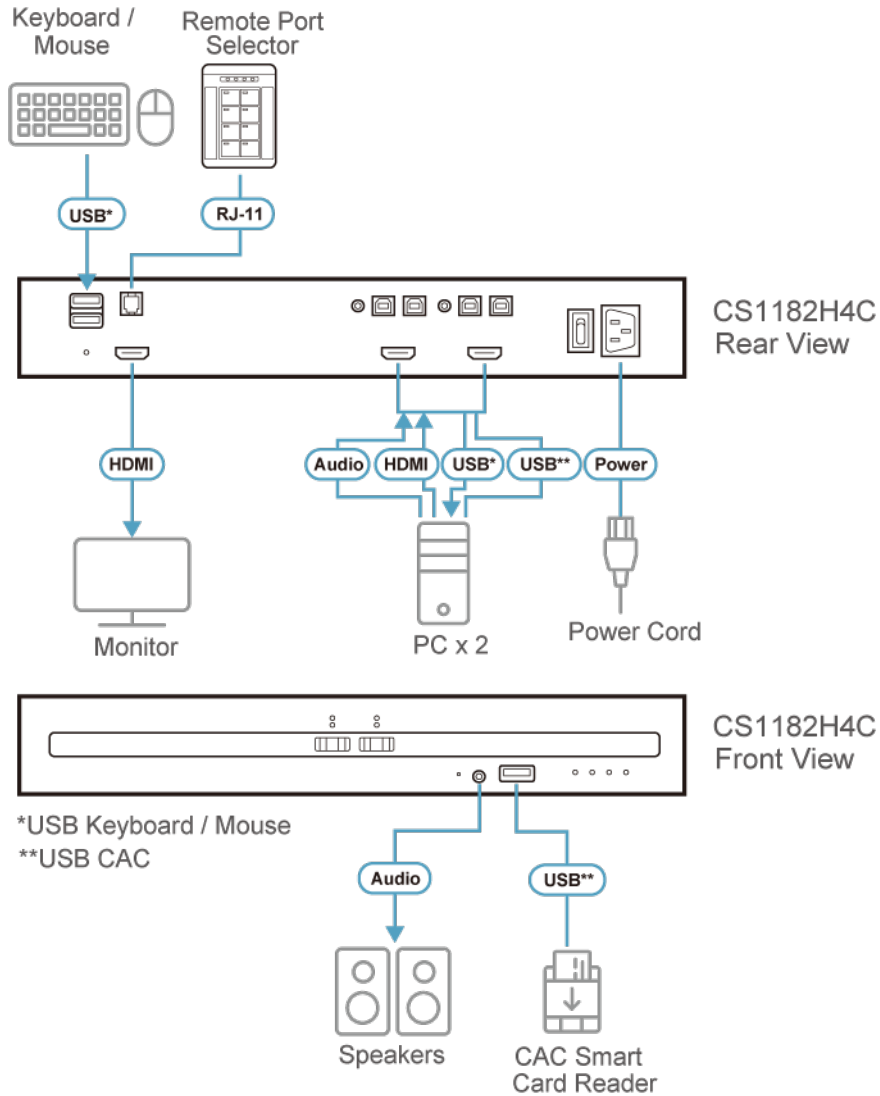 Keyboard /
Mouse
Remote Port
Selector
USB*
RJ-11
CS1182H4C
Rear View
HDMI
Audio
HDMI
USB*
USB**
Power
Monitor
PC x 2
Power Cord
CS1182H4C
Front View
*USB Keyboard / Mouse
**USB CAC
Audio
USB**
Speakers
CAC Smart
Card Reader